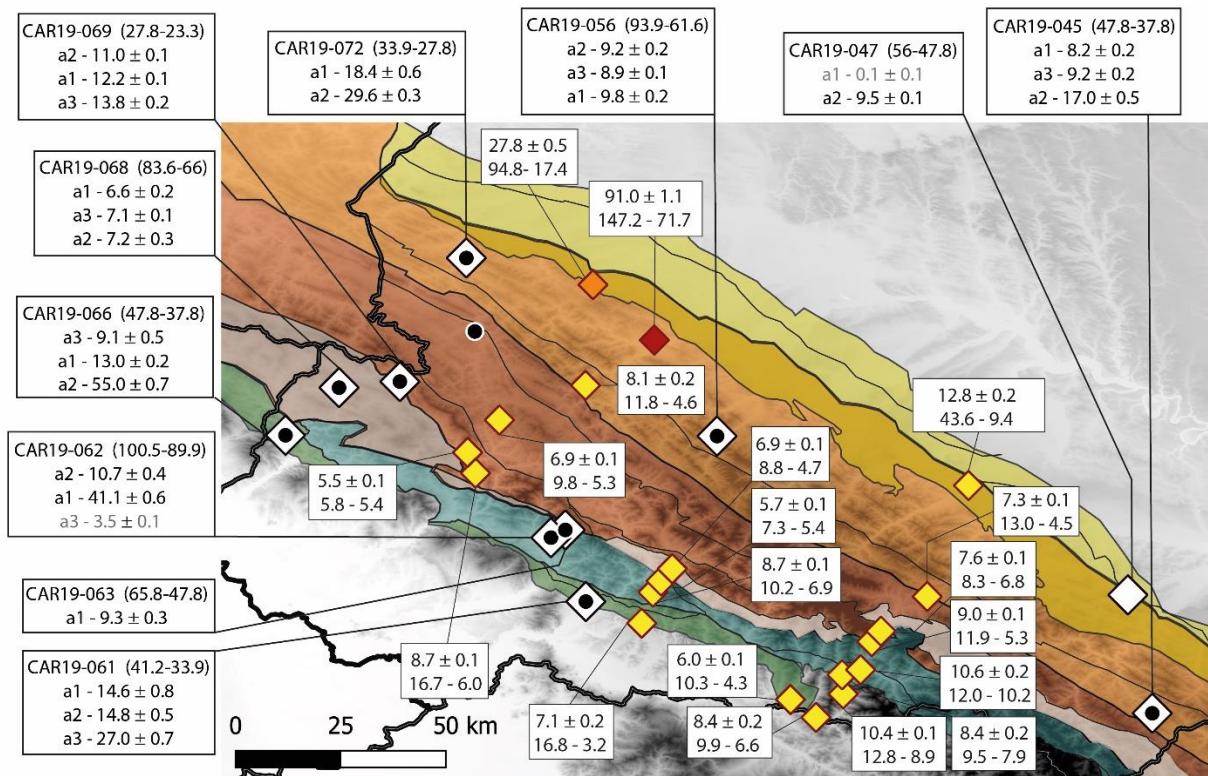 CAR19-069 (27.8-23.3)
a2 - 11.0 ± 0.1
a1 - 12.2 ± 0.1
a3 - 13.8 ± 0.2
CAR19-072 (33.9-27.8)
a1 - 18.4 ± 0.6
a2 - 29.6 ± 0.3
CAR19-056 (93.9-61.6)
a2 - 9.2 ± 0.2
a3 - 8.9 ± 0.1
a1 - 9.8 ± 0.2
CAR19-047 (56-47.8)
a1 - 0.1 ± 0.1
a2 - 9.5 ± 0.1
CAR19-045 (47.8-37.8)
a1 - 8.2 ± 0.2
a3 - 9.2 ± 0.2
a2 - 17.0 ± 0.5
CAR19-068 (83.6-66)
a1 - 6.6 ± 0.2
a3 - 7.1 ± 0.1
a2 - 7.2 ± 0.3
CAR19-066 (47.8-37.8)
a3 - 9.1 ± 0.5
a1 - 13.0 ± 0.2
a2 - 55.0 ± 0.7
CAR19-062 (100.5-89.9)
a2 - 10.7 ± 0.4
a1 - 41.1 ± 0.6
a3 - 3.5 ± 0.1
CAR19-063 (65.8-47.8)
a1 - 9.3 ± 0.3
CAR19-061 (41.2-33.9)
a1 - 14.6 ± 0.8
a2 - 14.8 ± 0.5
a3 - 27.0 ± 0.7
27.8 ± 0.5
94.8- 17.4
91.0 ± 1.1
147.2 - 71.7
8.1 ± 0.2
11.8 - 4.6
12.8 ± 0.2
43.6 - 9.4
6.9 ± 0.1
8.8 - 4.7
5.5 ± 0.1
5.8 - 5.4
6.9 ± 0.1
9.8 - 5.3
5.7 ± 0.1
7.3 - 5.4
7.3 ± 0.1
13.0 - 4.5
8.7 ± 0.1
10.2 - 6.9
7.6 ± 0.1
8.3 - 6.8
9.0 ± 0.1
11.9 - 5.3
8.7 ± 0.1
16.7 - 6.0
6.0 ± 0.1
10.3 - 4.3
10.6 ± 0.2
12.0 - 10.2
7.1 ± 0.2
16.8 - 3.2
8.4 ± 0.2
9.9 - 6.6
10.4 ± 0.1
12.8 - 8.9
8.4 ± 0.2
9.5 - 7.9
0 25 50 km